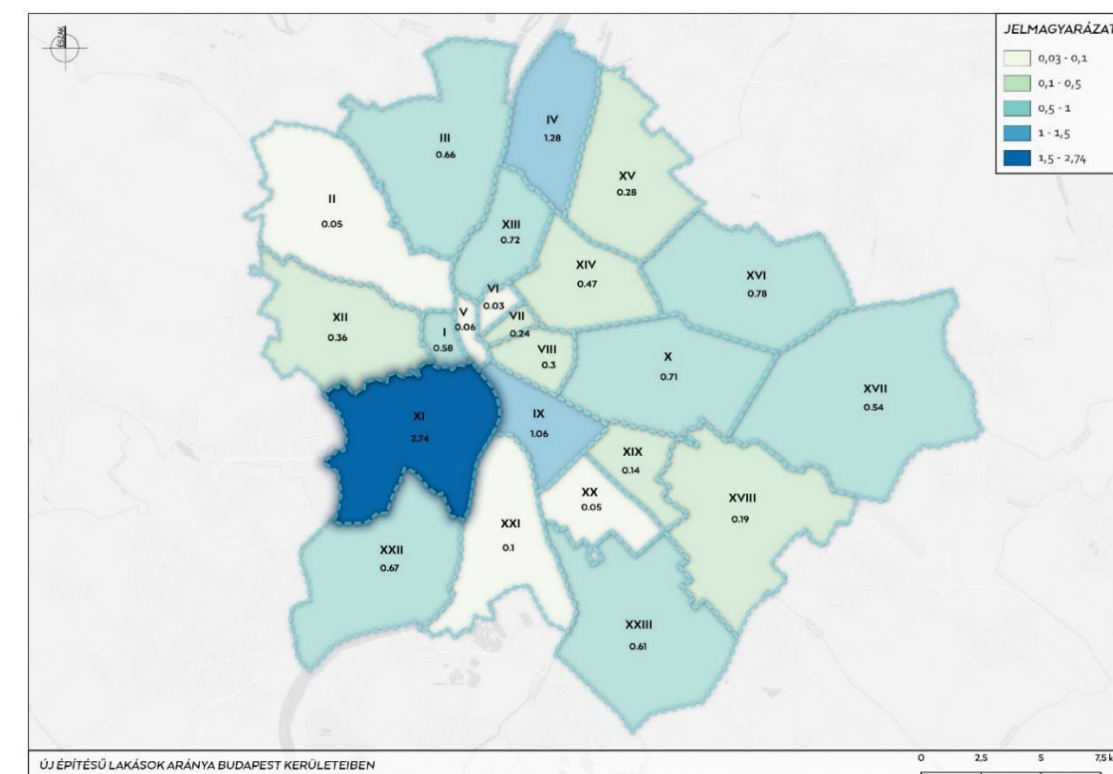 ÉSZAK
JELMAGYARÁZAT
0,03 - 0,1
0,1 - 0,5
0,5 - 1
1 - 1,5
1,5 - 2,74
IV
1.28
III
0.66
XV
0.28
II
0.05
XIII
0.72
XIV
0.47
XVI
0.78
VI
0.03
V
0.06
VII
0.24
XII
0.36
I
0.58
VIII
0.3
X
0.71
XVII
0.54
XI
2.74
IX
1.06
XIX
0.14
XX
0.05
XVIII
0.19
XXI
0.1
XXII
0.67
XXIII
0.61
ÚJ ÉPÍTÉSŰ LAKÁSOK ARÁNYA BUDAPEST KERÜLETEIBEN
0 2,5 5 7,5 k